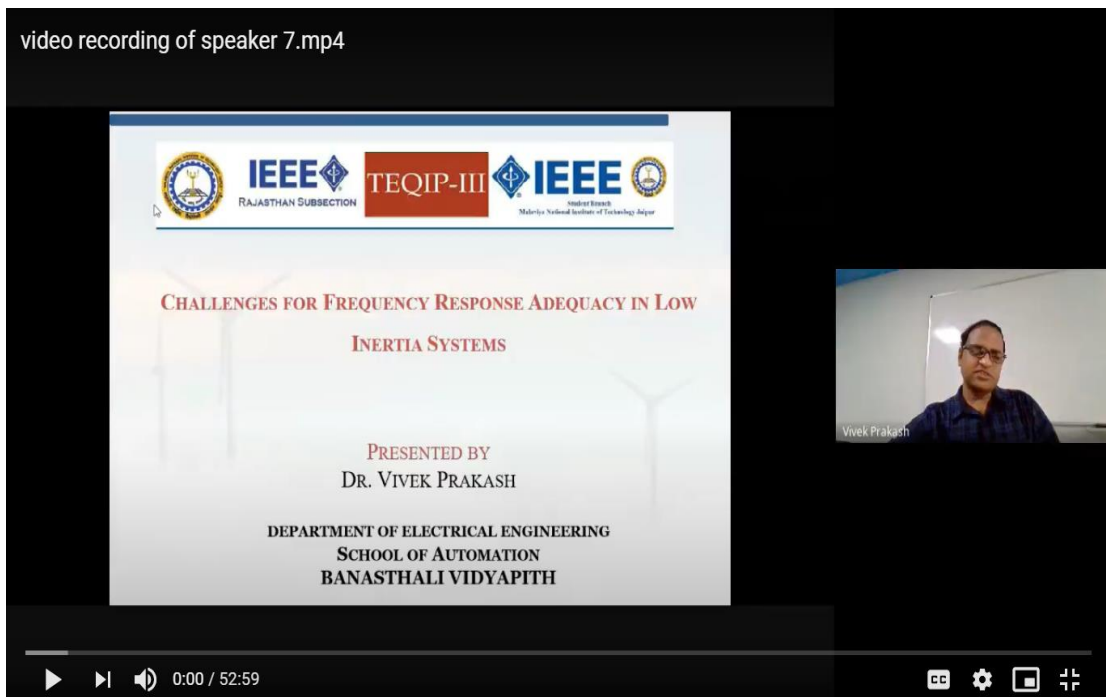 video recording of speaker 7.mp4
IEEE
RAJASTHAN SUBSECTION
TEQIP-III
IEEE
Student Branch
Malaviya National Institute of Technology Jaipur
CHALLENGES FOR FREQUENCY RESPONSE ADEQUACY IN LOW
INERTIA SYSTEMS
PRESENTED BY
DR. VIVEK PRAKASH
DEPARTMENT OF ELECTRICAL ENGINEERING
SCHOOL OF AUTOMATION
BANASTHALI VIDYAPITH
Vivek Prakash
0:00 / 52:59
CC